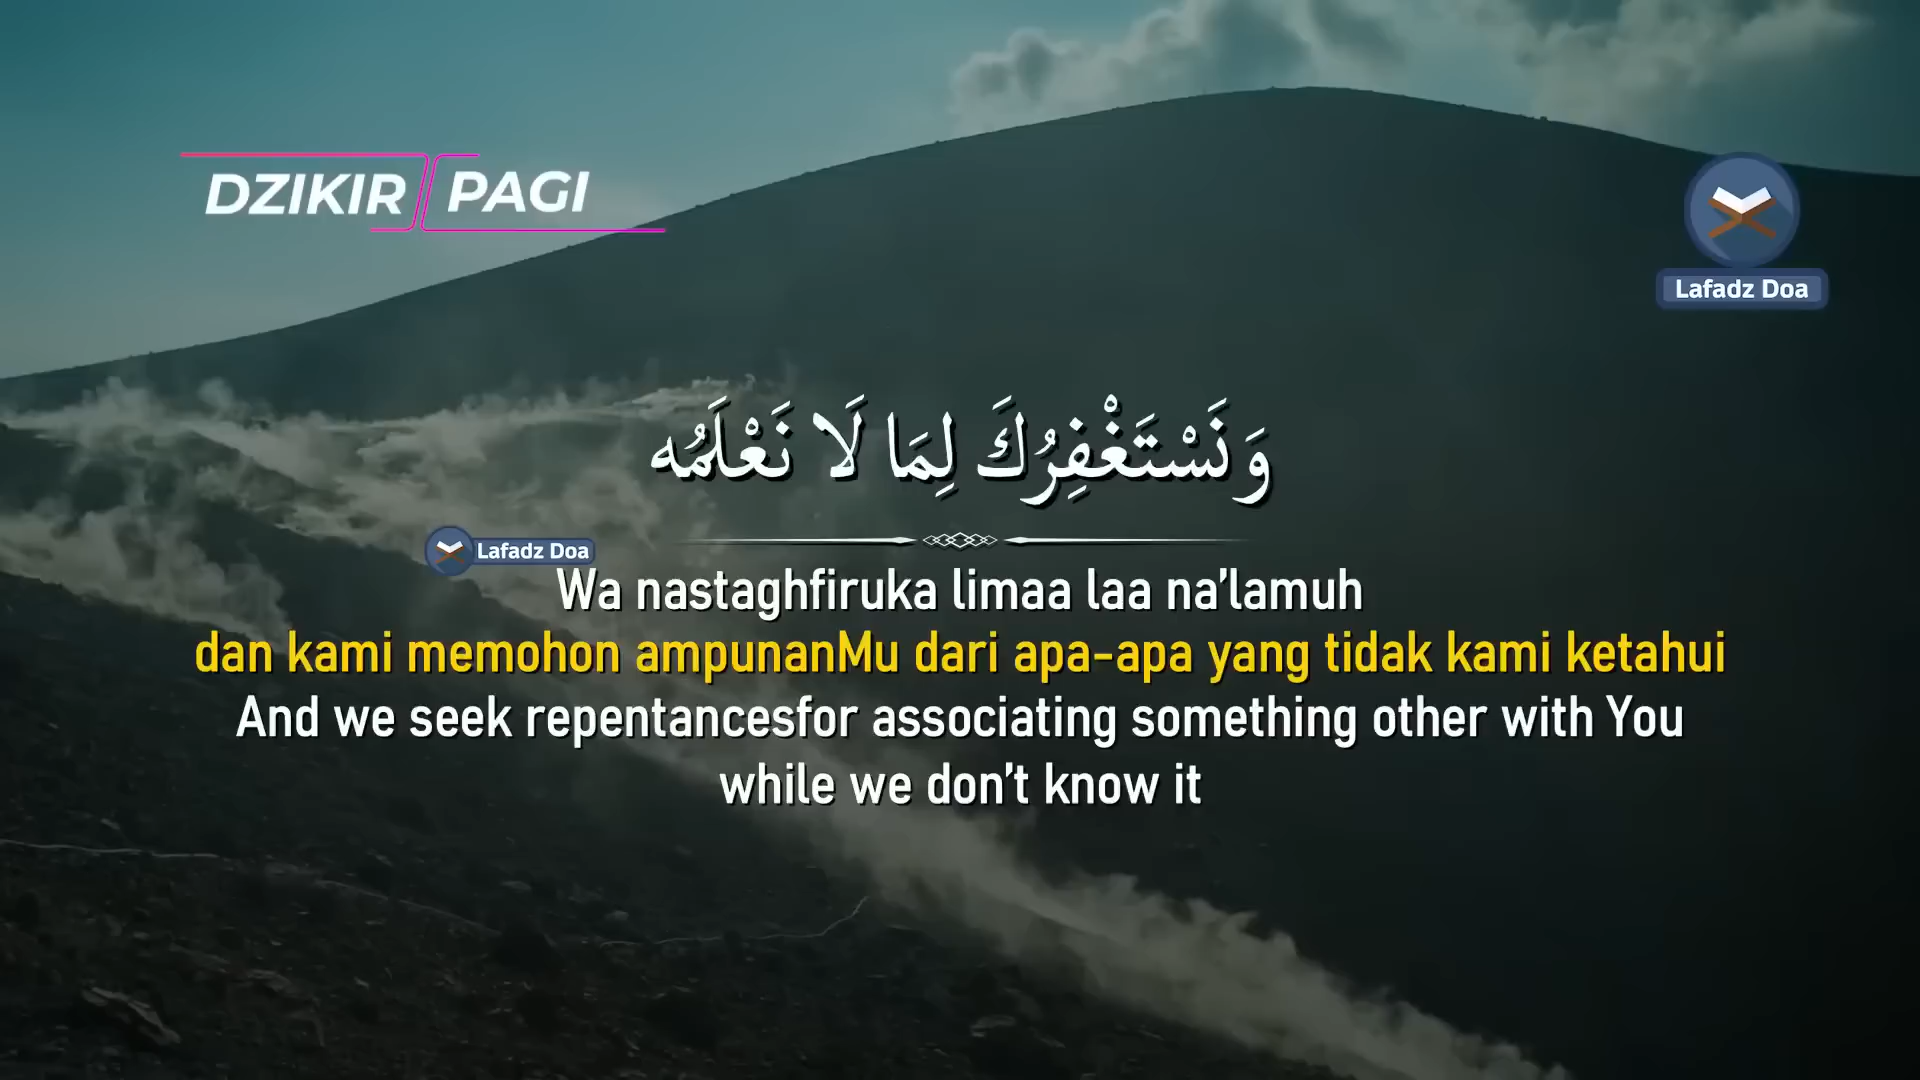 DZIKIR PAGI
Lafadz Doa
وَنَسْتَغْفِرُكَ لِمَا لَا نَعْلَمُه
Lafadz Doa
Wa nastaghfiruka limaa laa na’lamuh
dan kami memohon ampunanMu dari apa-apa yang tidak kami ketahui
And we seek repentancesfor associating something other with You
while we don’t know it